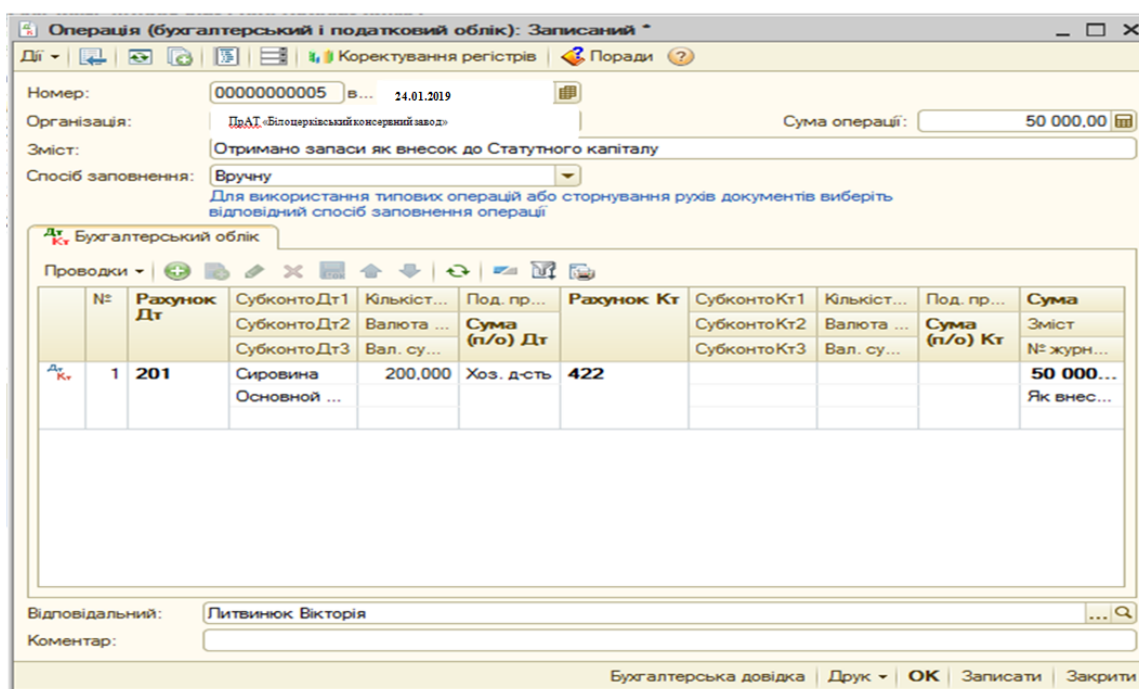 Операція (бухгалтерський і податковий облік): Записаний *
Дії Коректування регістрів Поради
Номер: 00000000005 в... 24.01.2019
Організація: ПрАТ «Білоцерківський консервний завод» Сума операції: 50 000,00
Зміст: Отримано запаси як внесок до Статутного капіталу
Спосіб заповнення: Вручну
Для використання типових операцій або сторнування рухів документів виберіть
відповідний спосіб заповнення операції
Дт Кт Бухгалтерський облік
Проводки
№ Рахунок Дт СубконтоДт1 Кількіст... Под. пр... Рахунок Кт СубконтоКт1 Кількіст... Под. пр... Сума
СубконтоДт2 Валюта ... Сума (п/о) Дт СубконтоКт2 Валюта ... Сума (п/о) Кт Зміст
СубконтоДт3 Вал. су... СубконтоКт3 Вал. су... № журн...
Дт Кт 1 201 Сировина 200,000 Хоз. д-сть 422 50 000...
Основной ... Як внес...
Відповідальний: Литвинюк Вікторія ...
Коментар:
Бухгалтерська довідка Друк OK Записати Закрити